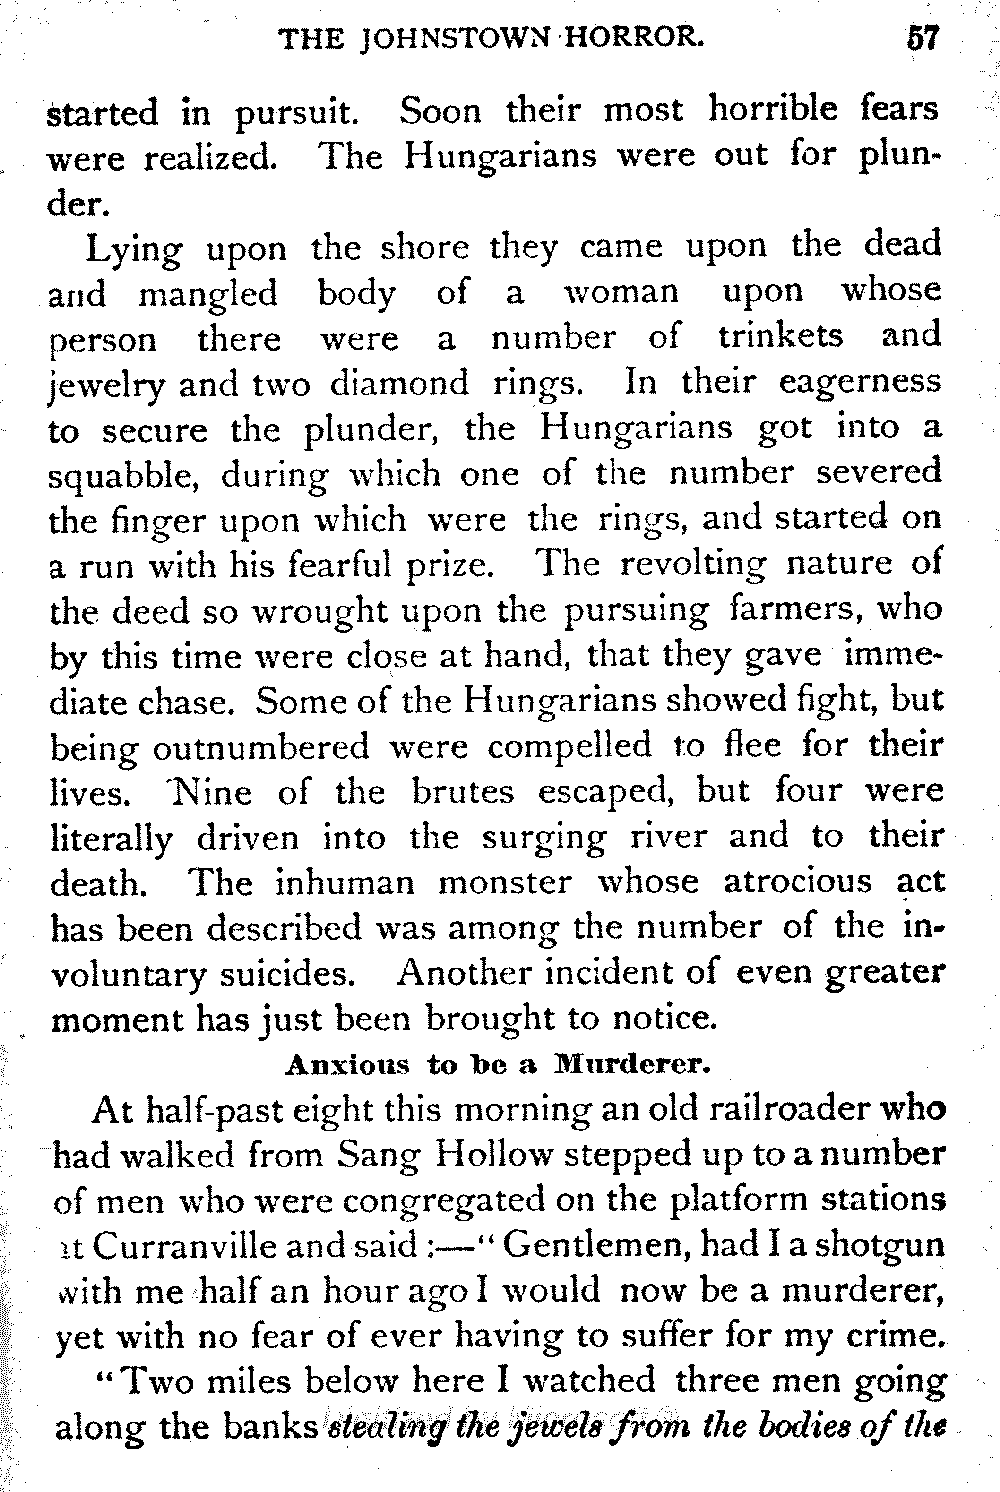 THE JOHNSTOWN HORROR. 57
started in pursuit. Soon their most horrible fears
were realized. The Hungarians were out for plun-
der.
Lying upon the shore they came upon the dead
and mangled body of a woman upon whose
person there were a number of trinkets and
jewelry and two diamond rings. In their eagerness
to secure the plunder, the Hungarians got into a
squabble, during which one of the number severed
the finger upon which were the rings, and started on
a run with his fearful prize. The revolting nature of
the deed so wrought upon the pursuing farmers, who
by this time were close at hand, that they gave imme-
diate chase. Some of the Hungarians showed fight, but
being outnumbered were compelled to flee for their
lives. Nine of the brutes escaped, but four were
literally driven into the surging river and to their
death. The inhuman monster whose atrocious act
has been described was among the number of the in-
voluntary suicides. Another incident of even greater
moment has just been brought to notice.
Anxious to be a Murderer.
At half-past eight this morning an old railroader who
had walked from Sang Hollow stepped up to a number
of men who were congregated on the platform stations
at Curranville and said :—“ Gentlemen, had I a shotgun
with me half an hour ago I would now be a murderer,
yet with no fear of ever having to suffer for my crime.
“Two miles below here I watched three men going
along the banks stealing the jewels from the bodies of the